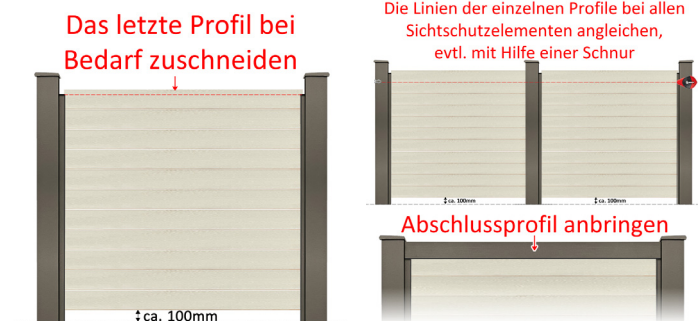 Das letzte Profil bei
Bedarf zuschneiden
ca. 100mm
Die Linien der einzelnen Profile bei allen
Sichtschutzelementen angleichen,
evtl. mit Hilfe einer Schnur
ca. 100mm
ca. 100mm
Abschlussprofil anbringen